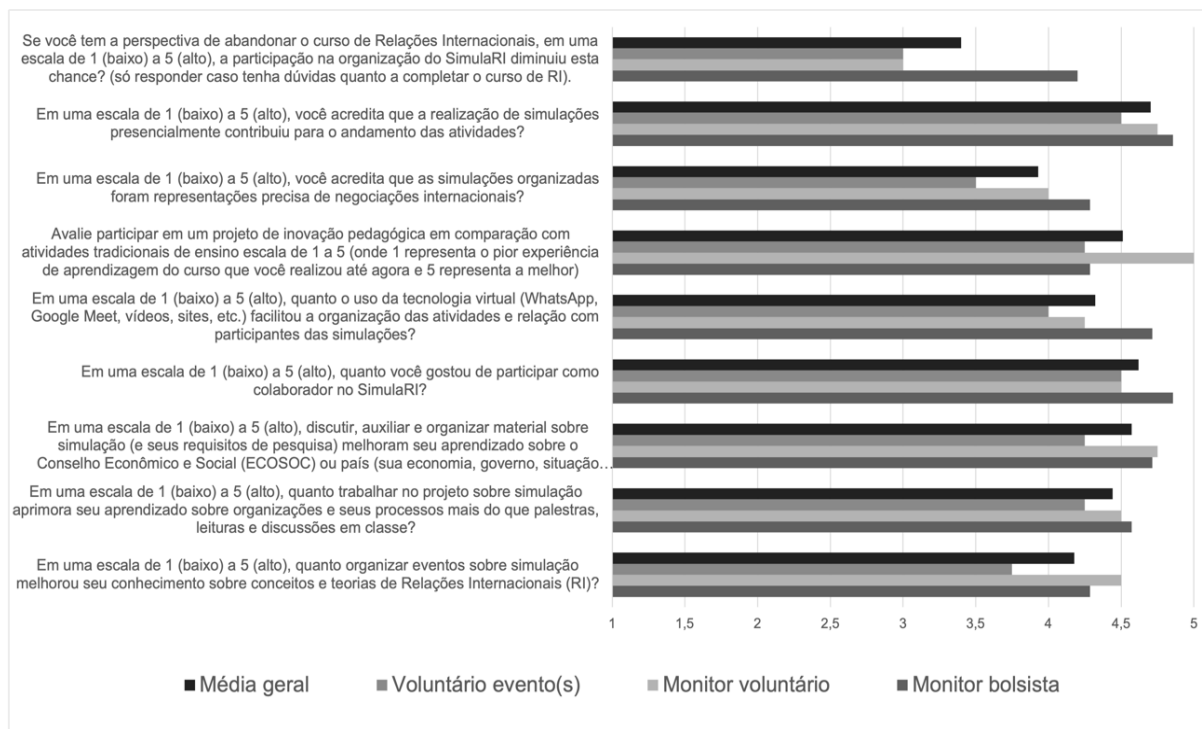 Se você tem a perspectiva de abandonar o curso de Relações Internacionais, em uma
escala de 1 (baixo) a 5 (alto), a participação na organização do SimulaRI diminuiu esta
chance? (só responder caso tenha dúvidas quanto a completar o curso de RI).
Em uma escala de 1 (baixo) a 5 (alto), você acredita que a realização de simulações
presencialmente contribuiu para o andamento das atividades?
Em uma escala de 1 (baixo) a 5 (alto), você acredita que as simulações organizadas
foram representações precisa de negociações internacionais?
Avalie participar em um projeto de inovação pedagógica em comparação com
atividades tradicionais de ensino escala de 1 a 5 (onde 1 representa o pior experiência
de aprendizagem do curso que você realizou até agora e 5 representa a melhor)
Em uma escala de 1 (baixo) a 5 (alto), quanto o uso da tecnologia virtual (WhatsApp,
Google Meet, vídeos, sites, etc.) facilitou a organização das atividades e relação com
participantes das simulações?
Em uma escala de 1 (baixo) a 5 (alto), quanto você gostou de participar como
colaborador no SimulaRI?
Em uma escala de 1 (baixo) a 5 (alto), discutir, auxiliar e organizar material sobre
simulação (e seus requisitos de pesquisa) melhoram seu aprendizado sobre o
Conselho Econômico e Social (ECOSOC) ou país (sua economia, governo, situação...
Em uma escala de 1 (baixo) a 5 (alto), quanto trabalhar no projeto sobre simulação
aprimora seu aprendizado sobre organizações e seus processos mais do que palestras,
leituras e discussões em classe?
Em uma escala de 1 (baixo) a 5 (alto), quanto organizar eventos sobre simulação
melhorou seu conhecimento sobre conceitos e teorias de Relações Internacionais (RI)?
1 1,5 2 2,5 3 3,5 4 4,5 5
Média geral Voluntário evento(s) Monitor voluntário Monitor bolsista